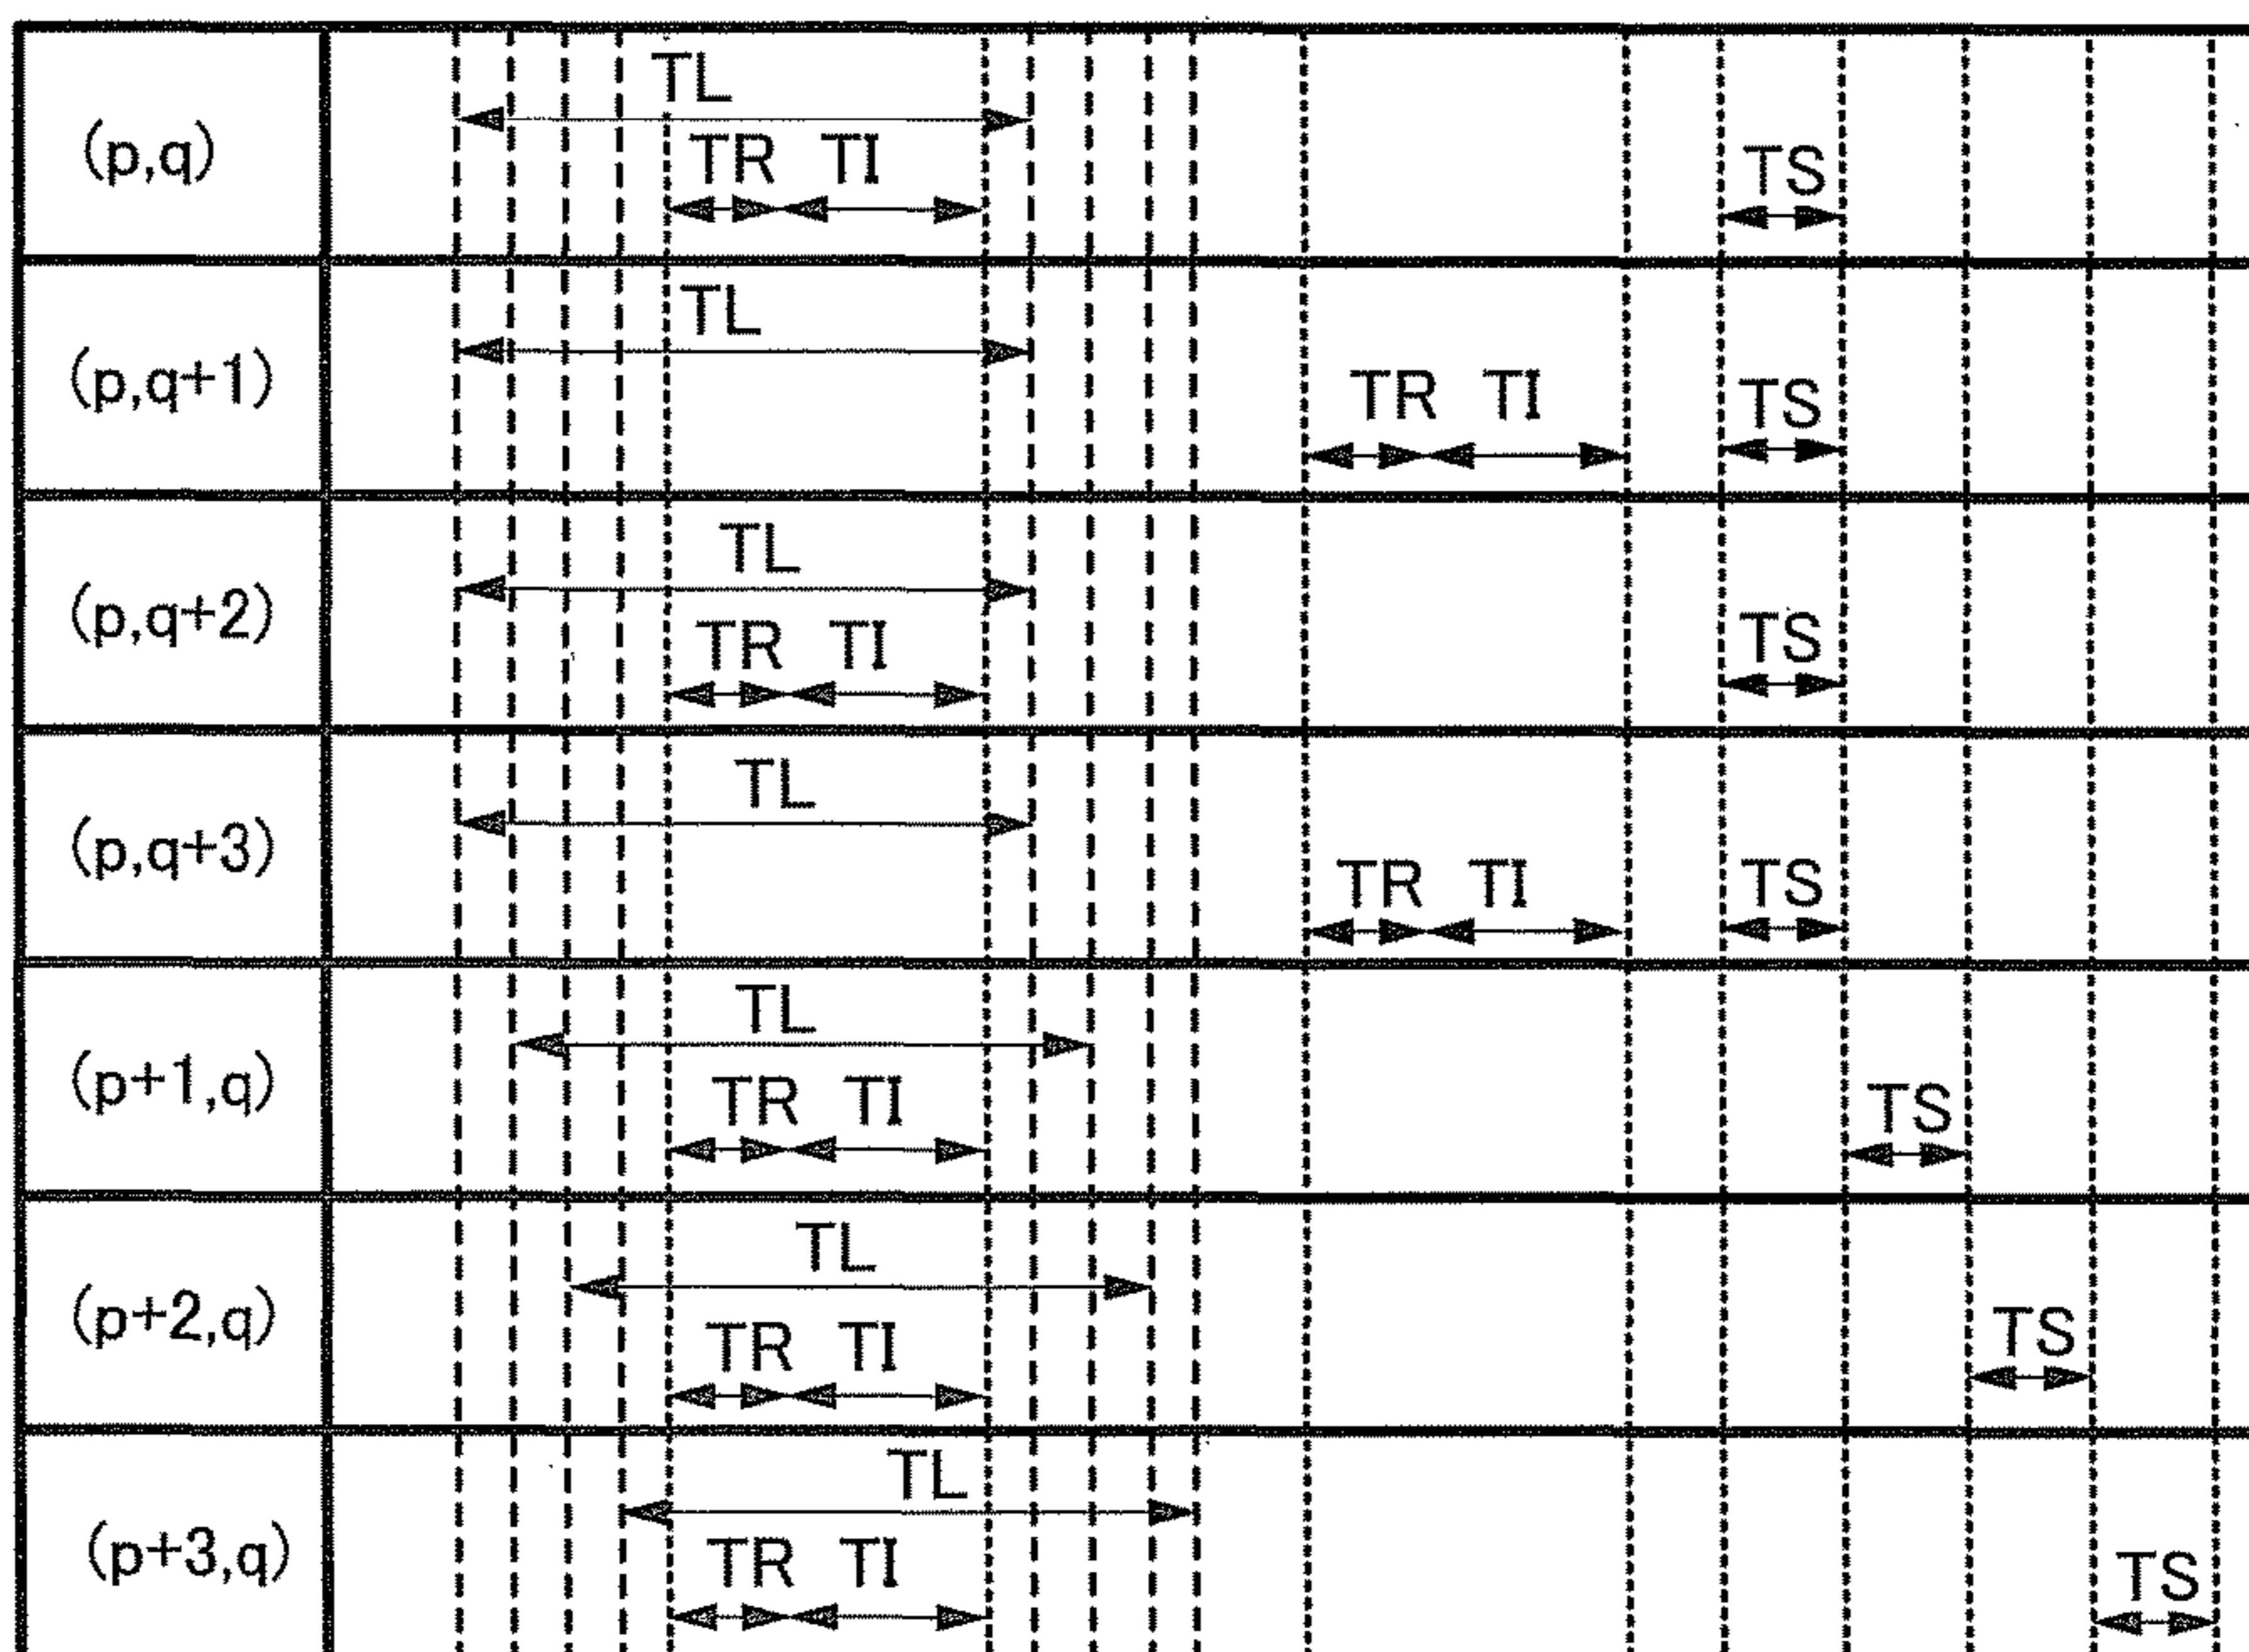 TL
(p,q) TR TI TS
TL
(p,q+1) TR TI TS
TL
(p,q+2) TR TI TS
TL
(p,q+3) TR TI TS
TL
(p+1,q) TR TI TS
TL
(p+2,q) TR TI TS
TL
(p+3,q) TR TI TS